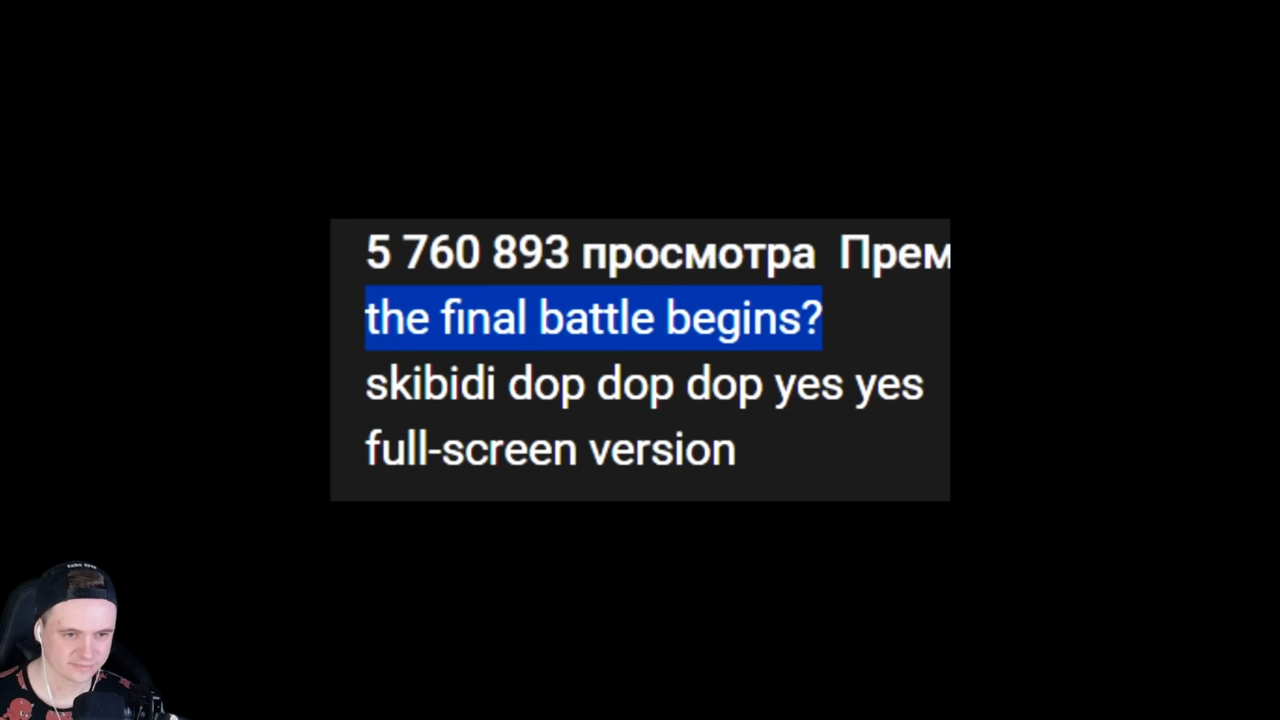 5 760 893 просмотра Прем
the final battle begins?
skibidi dop dop dop yes yes
full-screen version